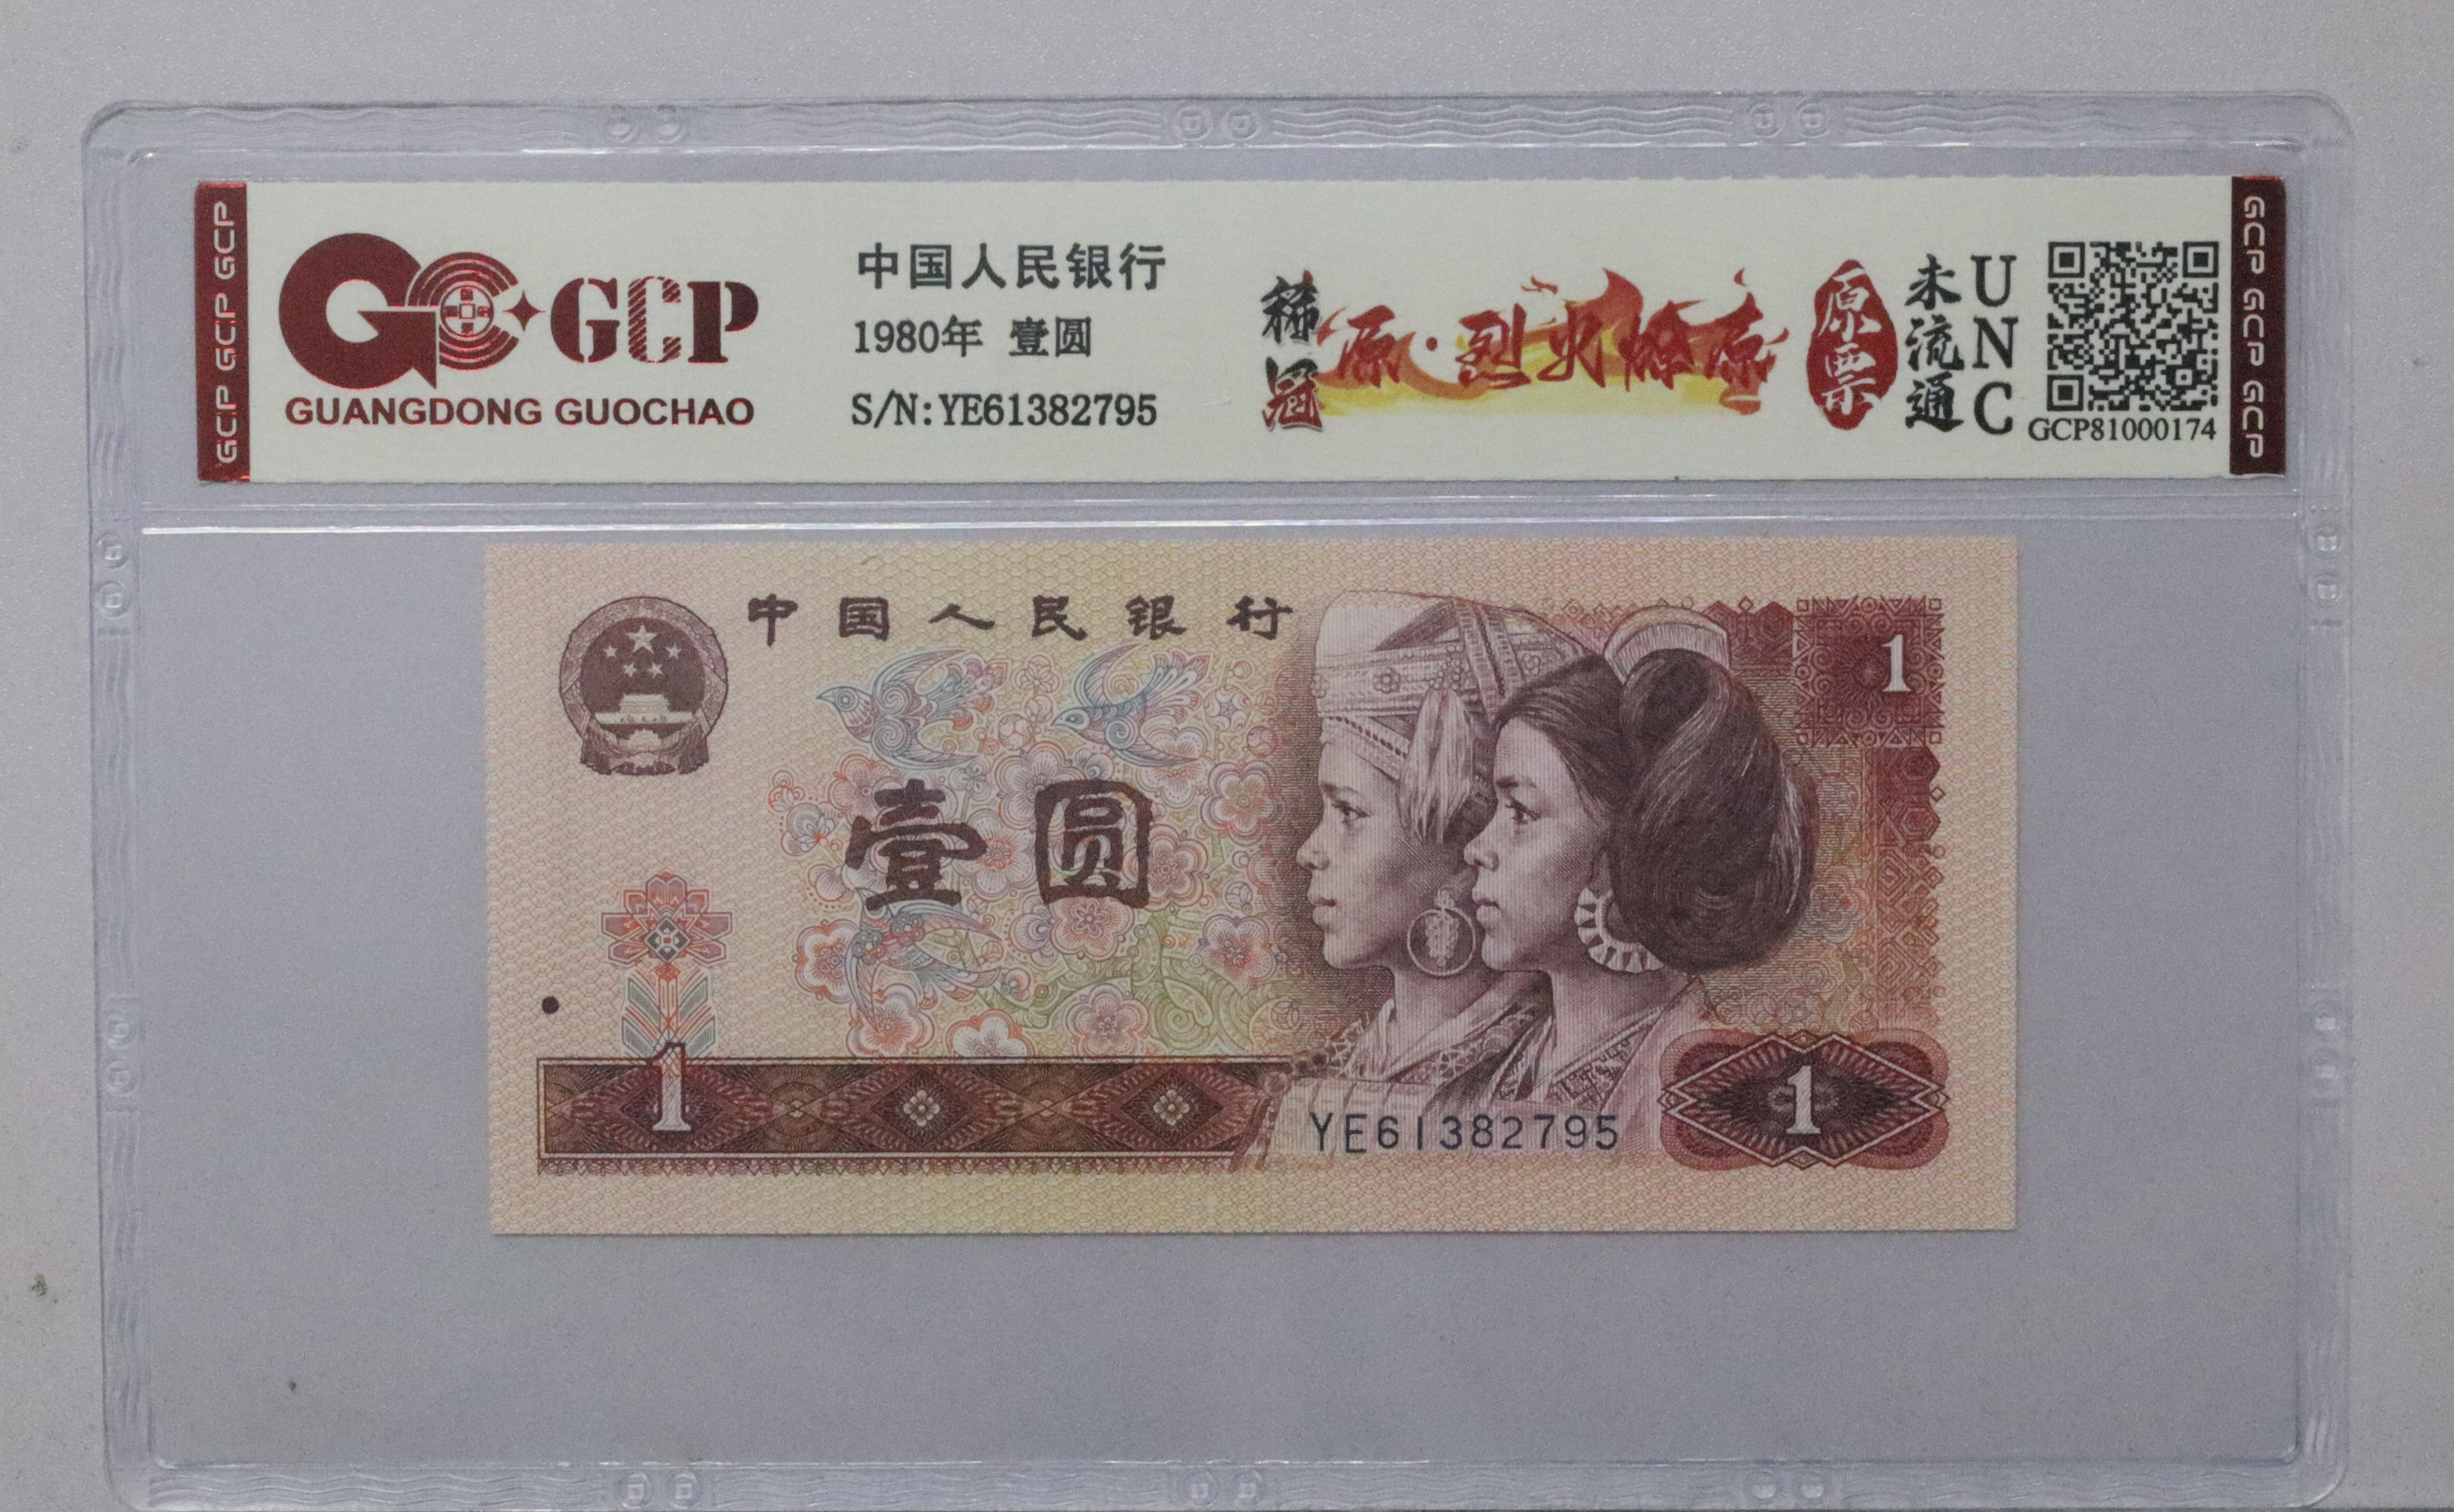 GCP GCP GCP
GCP
GUANGDONG GUOCHAO
中国人民银行
1980年 壹圆
S/N:YE61382795
稀冠
原·烈火燎原
原票
未流通
UNC
GCP81000174
GCP GCP GCP
中国人民银行
1
壹圆
1
YE61382795
1